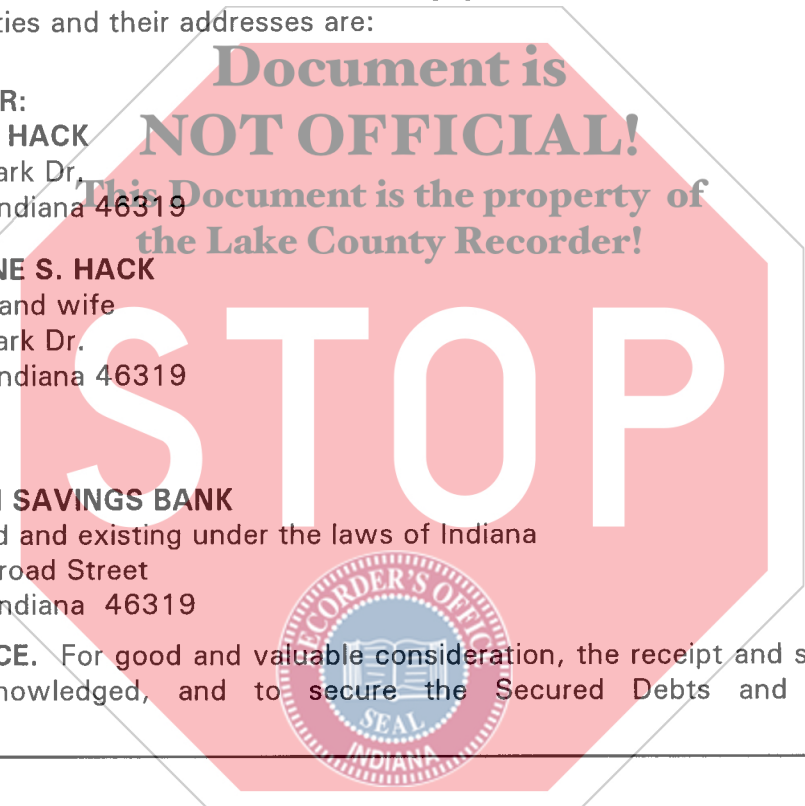 ties and their addresses are:
Document is
NOT OFFICIAL!
This Document is the property of
the Lake County Recorder!
R:
HACK
ark Dr.
ndiana 46319
NE S. HACK
and wife
ark Dr.
ndiana 46319
STOP
SAVINGS BANK
d and existing under the laws of Indiana
road Street
ndiana 46319
CE. For good and valuable consideration, the receipt and s
nowledged, and to secure the Secured Debts and
RECORDER'S OFFICE
SEAL
INDIANA